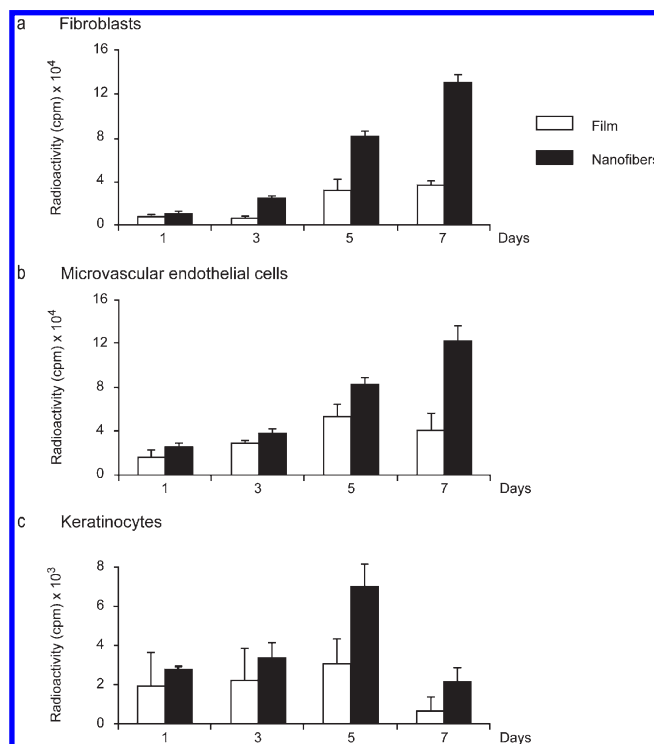 a Fibroblasts
Radioactivity (cpm) x 10⁴
16
12
8
4
0
1 3 5 7 Days
Film
Nanofibers
b Microvascular endothelial cells
Radioactivity (cpm) x 10⁴
16
12
8
4
0
1 3 5 7 Days
c Keratinocytes
Radioactivity (cpm) x 10³
8
6
4
2
0
1 3 5 7 Days